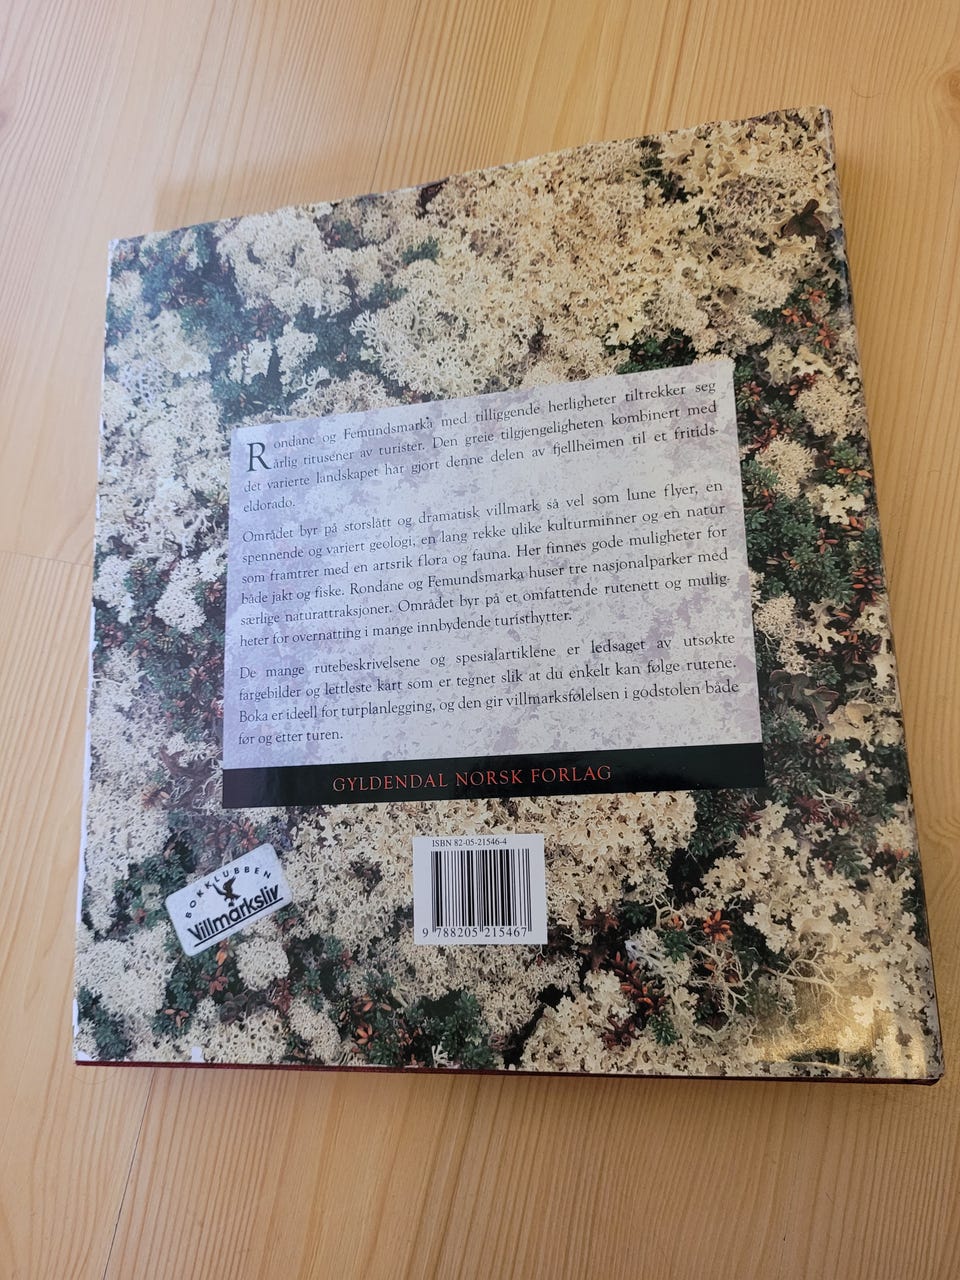 Rondane og Femundsmarka med tilliggende herligheter tiltrekker seg
årlig titusener av turister. Den greie tilgjengeligheten kombinert med
det varierte landskapet har gjort denne delen av fjellheimen til et fritids-
eldorado.
Området byr på storslått og dramatisk villmark så vel som lune flyer, en
spennende og variert geologi, en lang rekke ulike kulturminner og en natur
som framtrer med en artsrik flora og fauna. Her finnes gode muligheter for
både jakt og fiske. Rondane og Femundsmarka huser tre nasjonalparker med
særlige naturattraksjoner. Området byr på et omfattende rutenett og mulig-
heter for overnatting i mange innbydende turisthytter.
De mange rutebeskrivelsene og spesialartiklene er ledsaget av utsøkte
fargebilder og lettleste kart som er tegnet slik at du enkelt kan følge rutene.
Boka er ideell for turplanlegging, og den gir villmarksfølelsen i godstolen både
før og etter turen.
GYLDENDAL NORSK FORLAG
ISBN 82-05-21546-4
9 788205 215467
BOKKLUBBEN
Villmarksliv